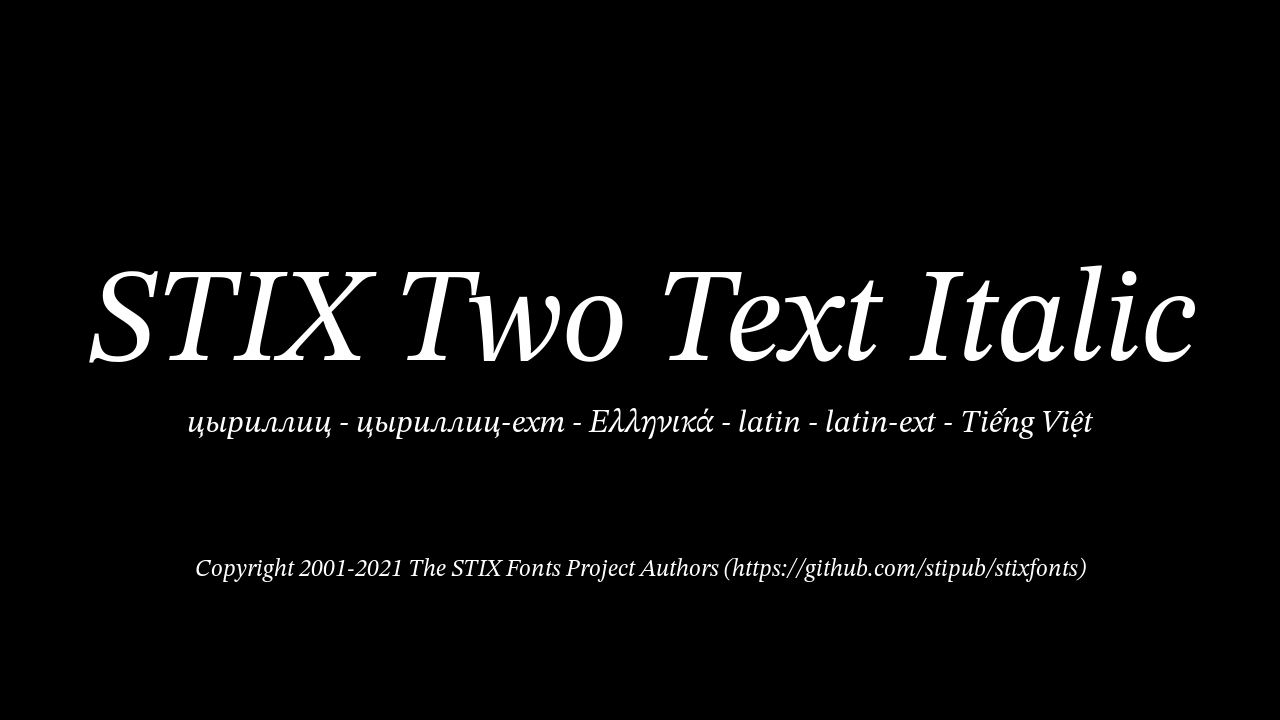 STIX Two Text Italic
цыриллиц - цыриллиц-ехт - Ελληνικά - latin - latin-ext - Tiếng Việt
Copyright 2001-2021 The STIX Fonts Project Authors (https://github.com/stipub/stixfonts)